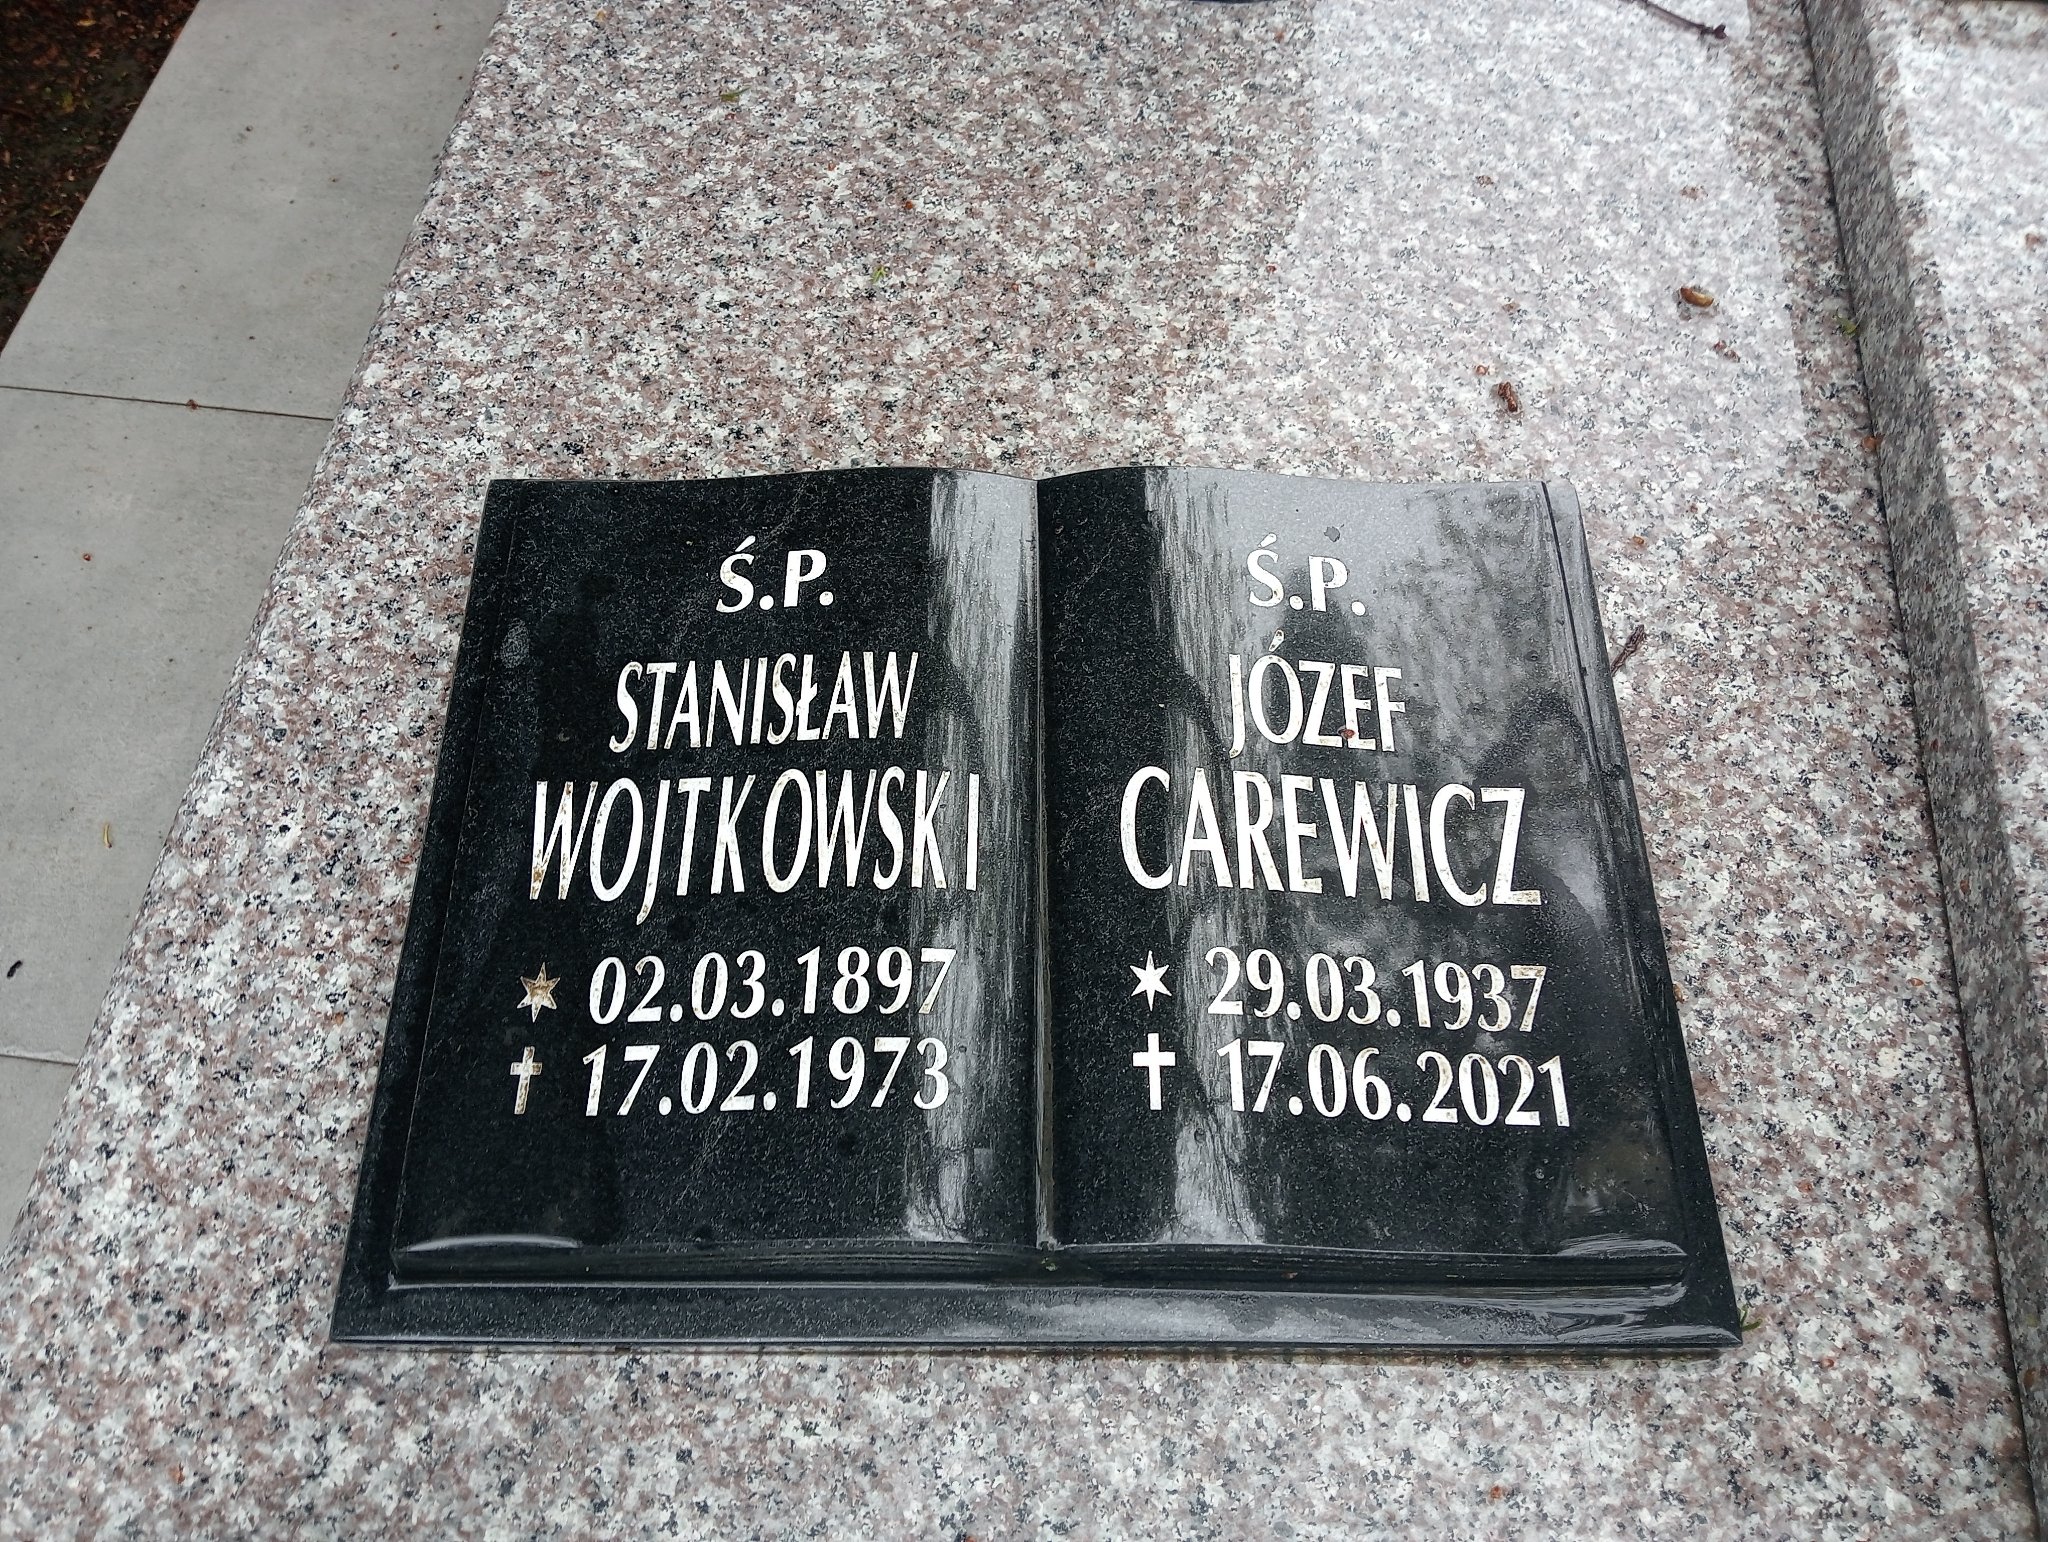 Ś.P.
STANISŁAW
WOJTKOWSKI
02.03.1897
17.02.1973
Ś.P.
JÓZEF
CAREWICZ
29.03.1937
17.06.2021